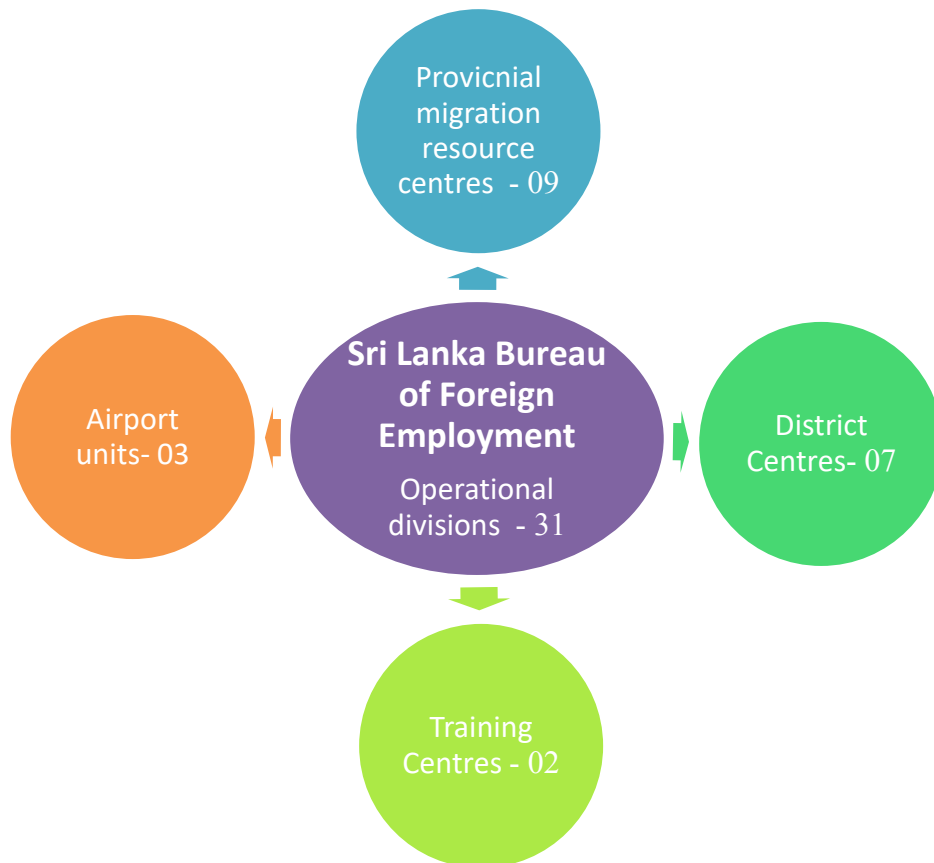 Provicnial
migration
resource
centres - 09
Sri Lanka Bureau
of Foreign
Employment
Operational
divisions - 31
Airport
units- 03
District
Centres- 07
Training
Centres - 02